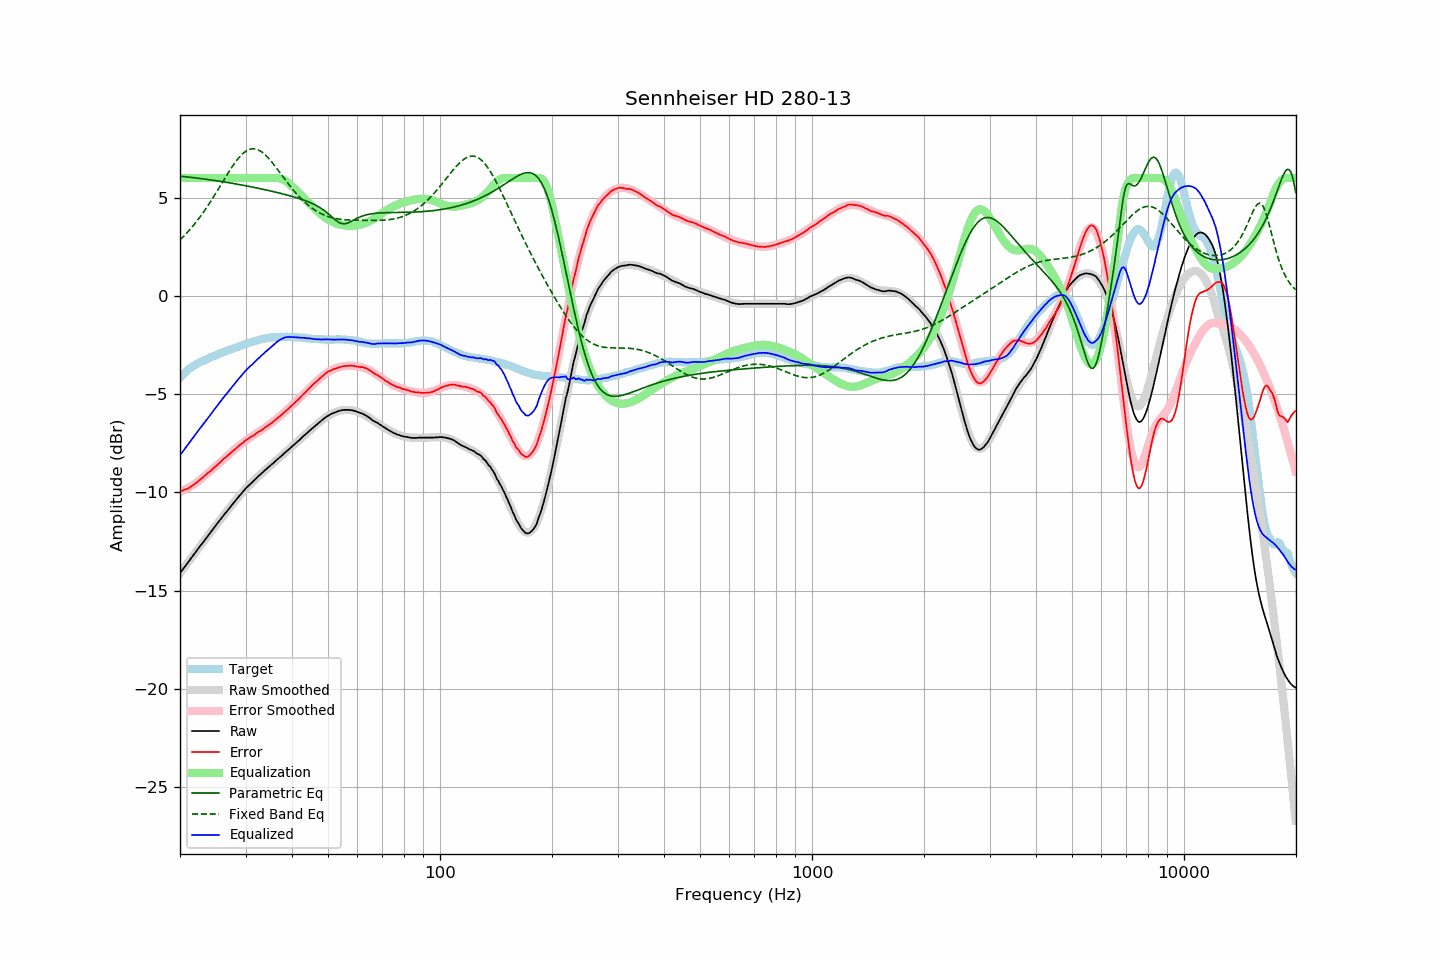 Sennheiser HD 280-13
Amplitude (dBr)
5
0
−5
−10
−15
−20
−25
Target
Raw Smoothed
Error Smoothed
Raw
Error
Equalization
Parametric Eq
Fixed Band Eq
Equalized
100
1000
10000
Frequency (Hz)